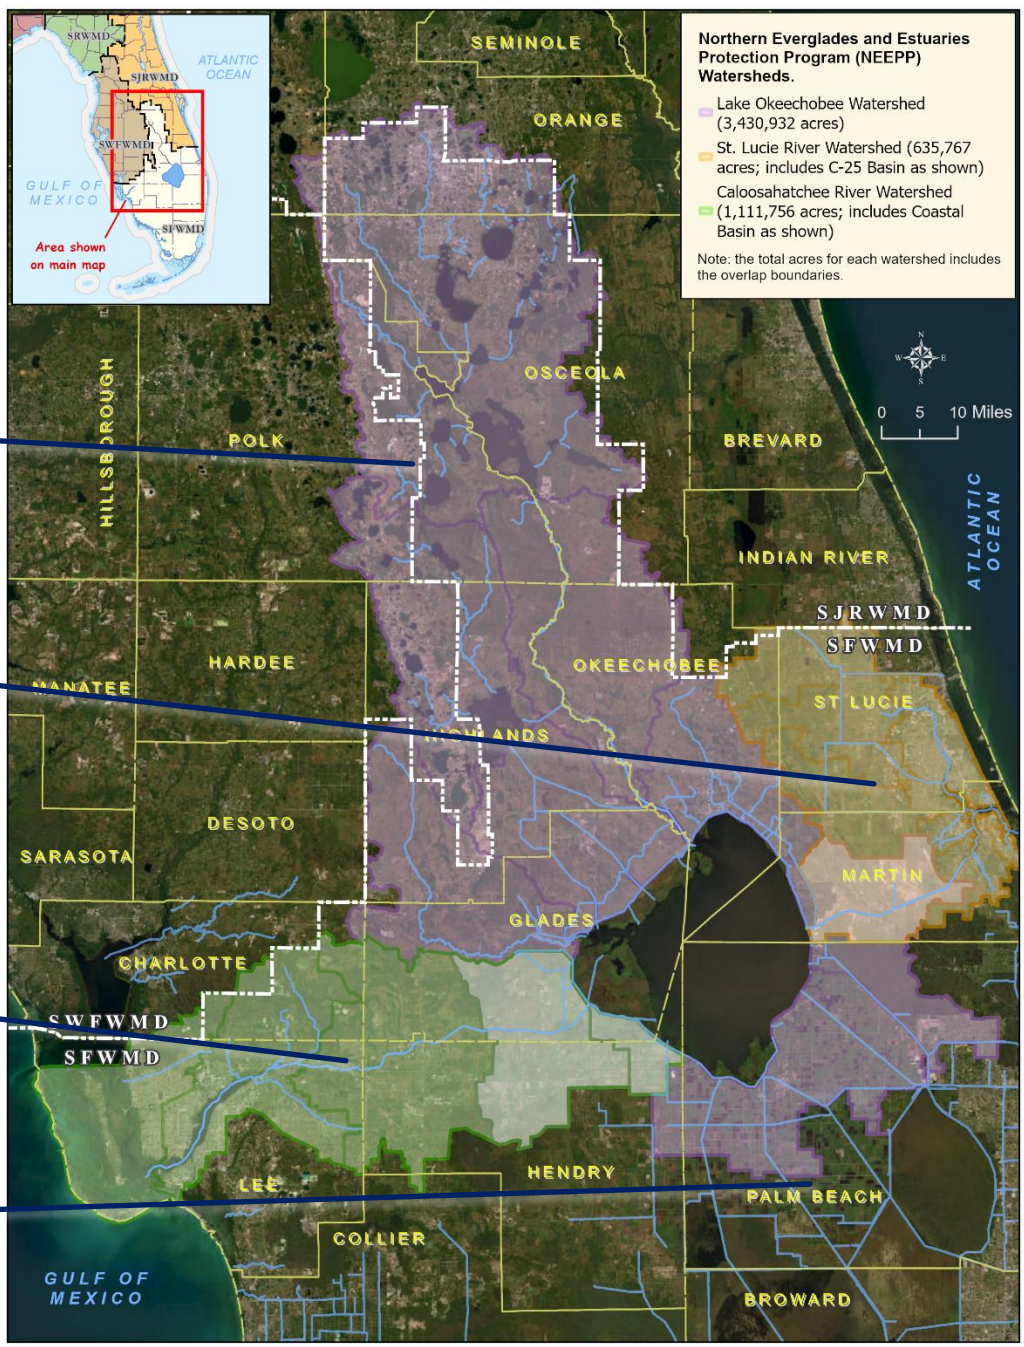 SRWMD
SJRWMD
SWFWMD
SFWMD
ATLANTIC
OCEAN
GULF OF
MEXICO
Area shown
on main map
Northern Everglades and Estuaries
Protection Program (NEEPP)
Watersheds.
Lake Okeechobee Watershed
(3,430,932 acres)
St. Lucie River Watershed (635,767
acres; includes C-25 Basin as shown)
Caloosahatchee River Watershed
(1,111,756 acres; includes Coastal
Basin as shown)
Note: the total acres for each watershed includes
the overlap boundaries.
N
W E
S
0 5 10 Miles
SEMINOLE
ORANGE
OSCEOLA
HILLSBOROUGH
POLK
BREVARD
ATLANTIC
OCEAN
INDIAN RIVER
SJRWMD
SFWMD
HARDEE
OKEECHOBEE
MANATEE
ST LUCIE
HIGHLANDS
DESOTO
SARASOTA
MARTIN
GLADES
CHARLOTTE
SWFWMD
SFWMD
HENDRY
LEE
PALM BEACH
COLLIER
GULF OF
MEXICO
BROWARD